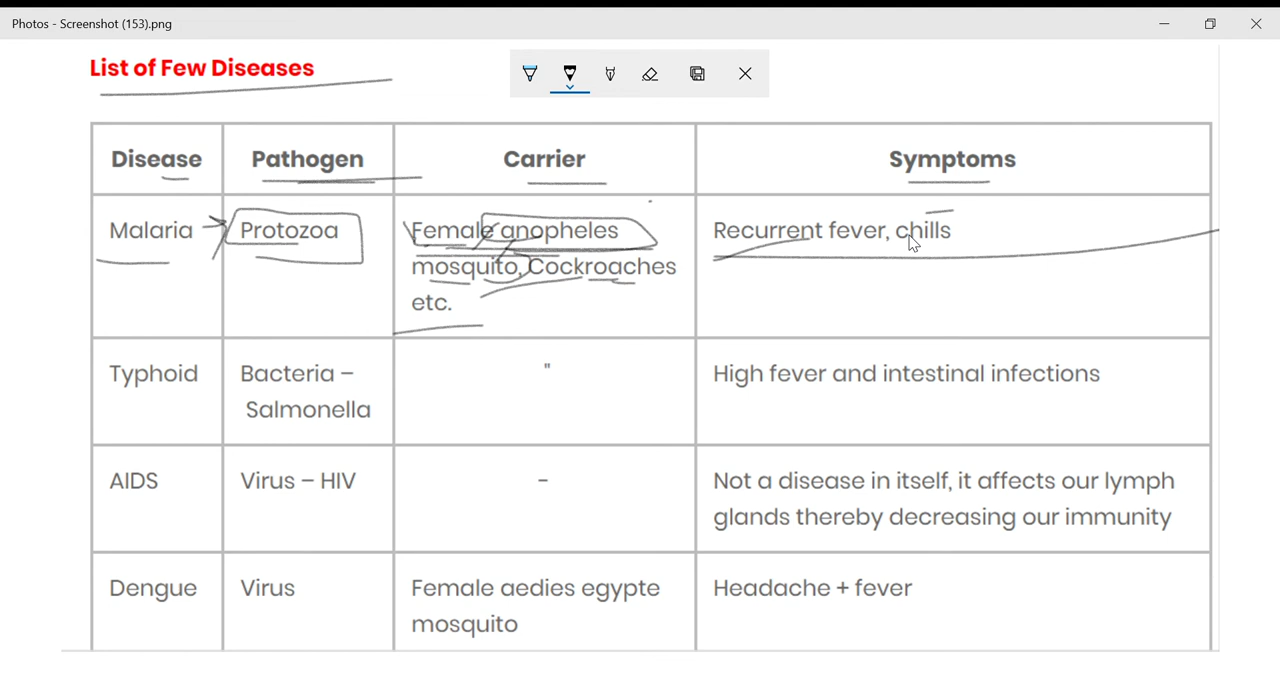 Photos - Screenshot (153).png
List of Few Diseases
Disease Pathogen Carrier Symptoms
Malaria Protozoa Female anopheles Recurrent fever, chills
mosquito, Cockroaches
etc.
Typhoid Bacteria – " High fever and intestinal infections
Salmonella
AIDS Virus – HIV - Not a disease in itself, it affects our lymph
glands thereby decreasing our immunity
Dengue Virus Female aedies egypte Headache + fever
mosquito